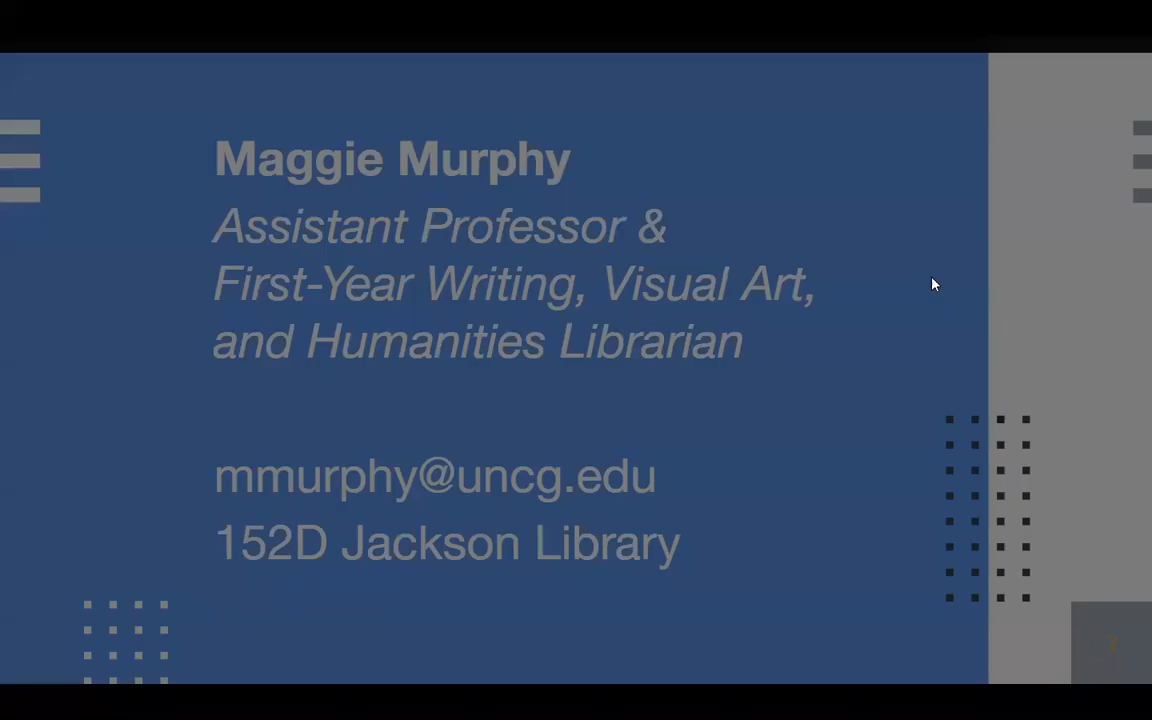 Maggie Murphy
Assistant Professor &
First-Year Writing, Visual Art,
and Humanities Librarian
mmurphy@uncg.edu
152D Jackson Library